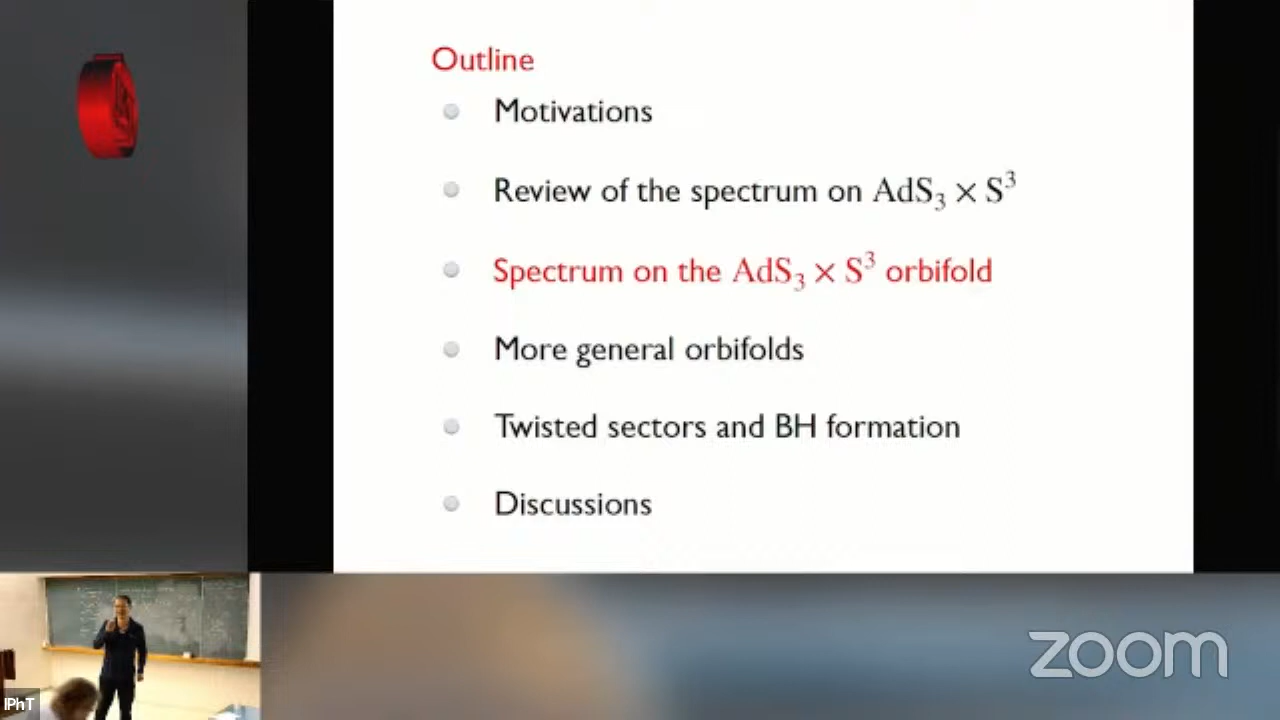 Outline
Motivations
Review of the spectrum on AdS₃ × S³
Spectrum on the AdS₃ × S³ orbifold
More general orbifolds
Twisted sectors and BH formation
Discussions
zoom
IPhT